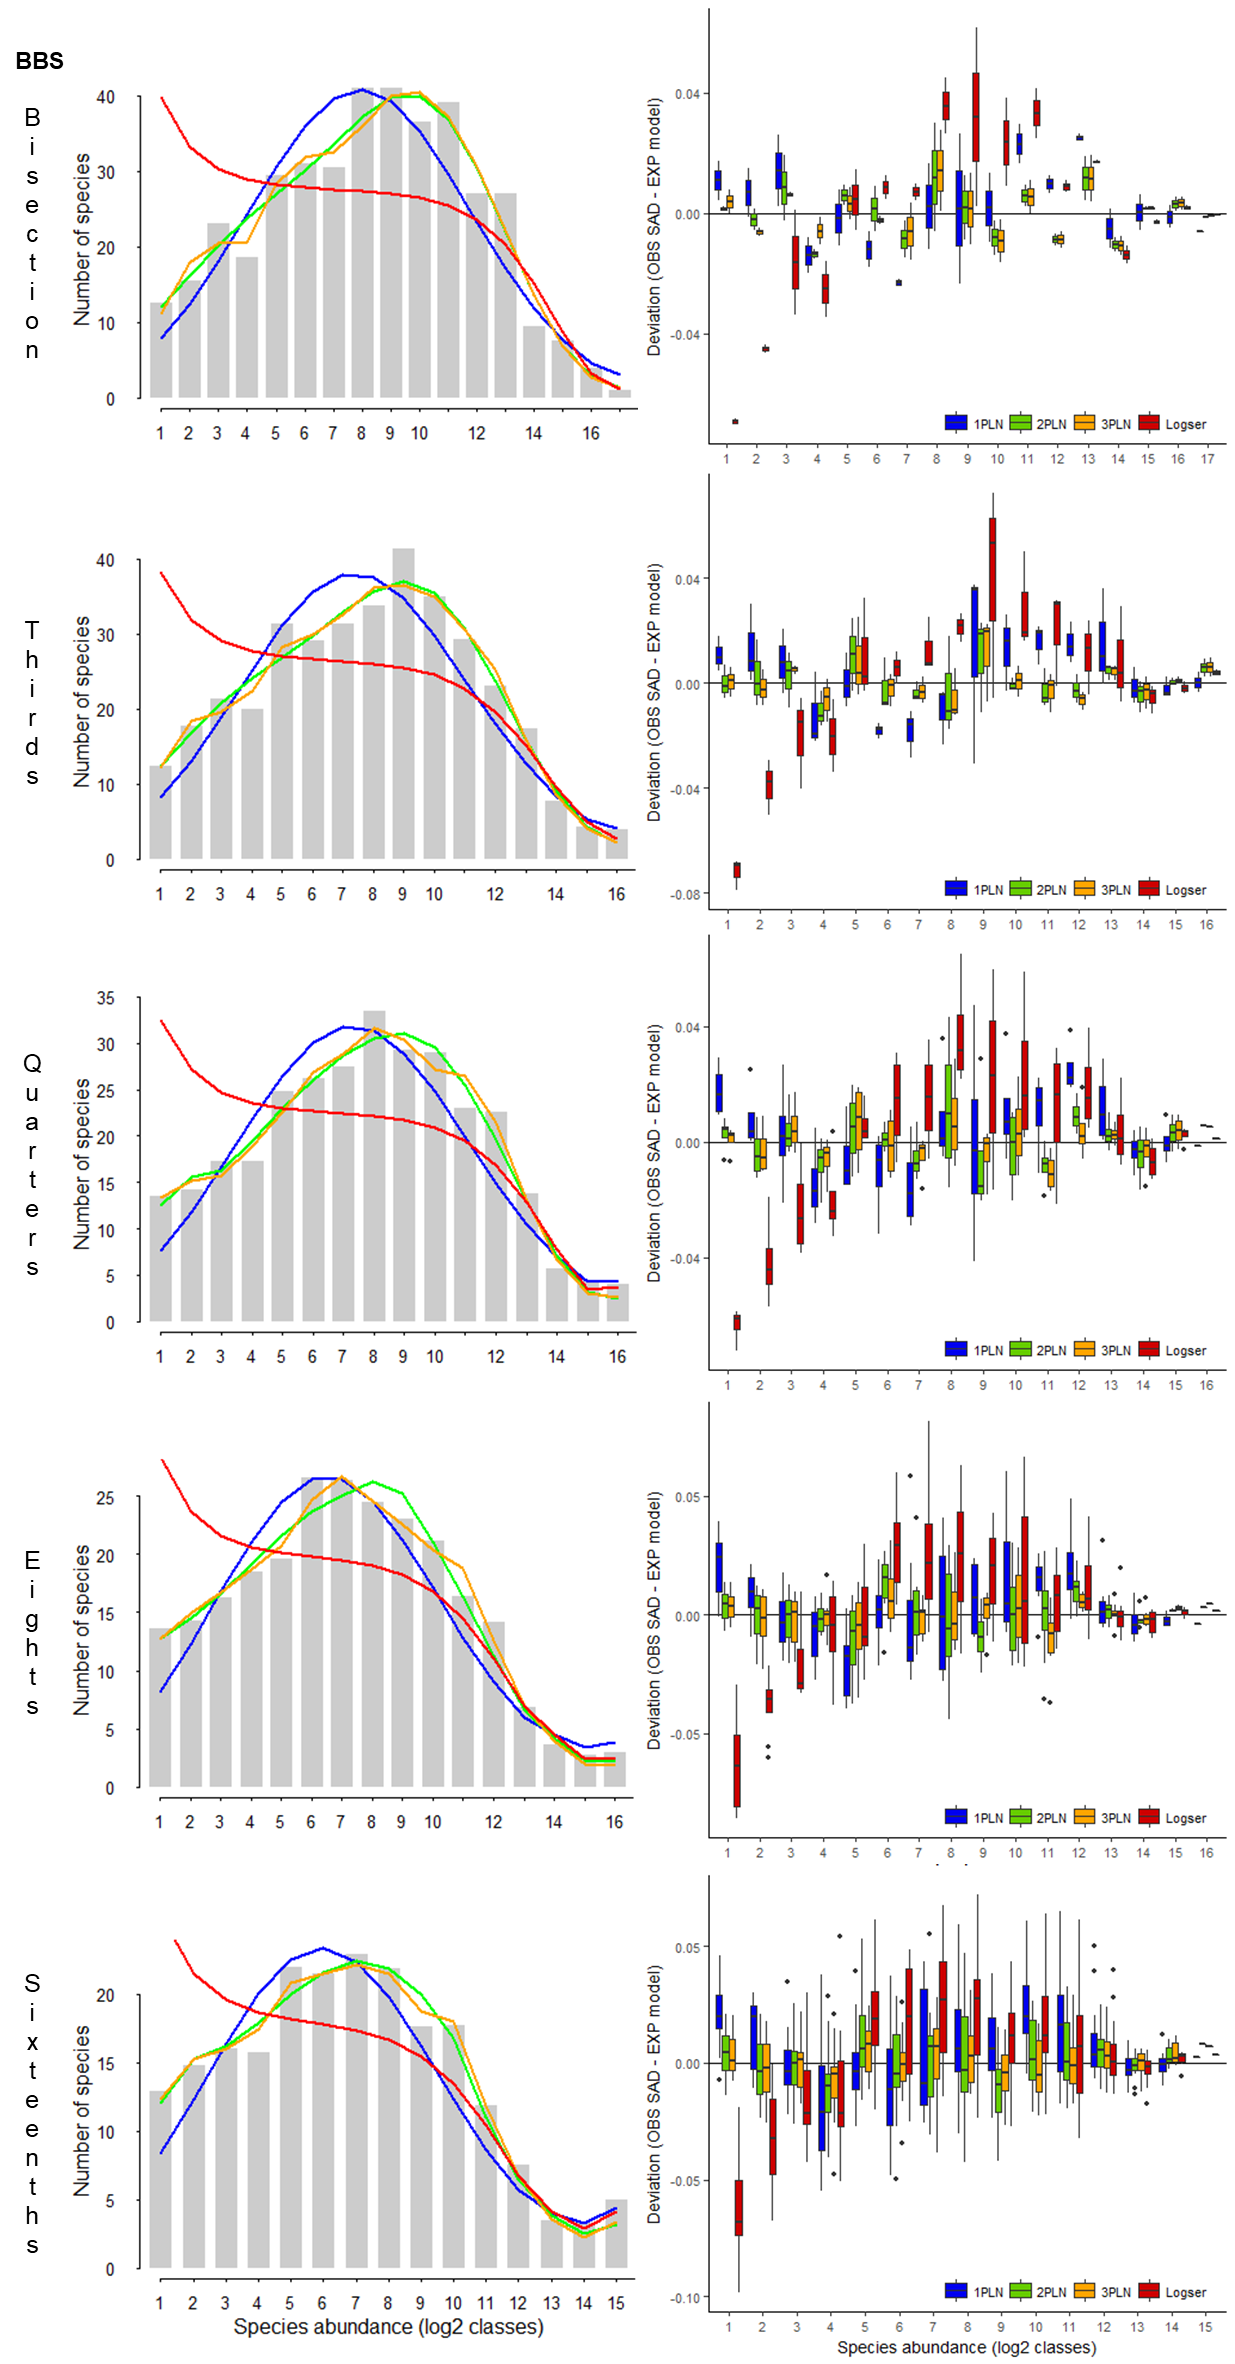 BBS
Bisection
Number of species
40
30
20
10
0
1 2 3 4 5 6 7 8 9 10 12 14 16
Deviation (OBS SAD - EXP model)
0.04
0.00
-0.04
1PLN 2PLN 3PLN Logser
1 2 3 4 5 6 7 8 9 10 11 12 13 14 15 16 17
Thirds
Number of species
40
30
20
10
0
1 2 3 4 5 6 7 8 9 10 12 14 16
Deviation (OBS SAD - EXP model)
0.04
0.00
-0.04
-0.08
1PLN 2PLN 3PLN Logser
1 2 3 4 5 6 7 8 9 10 11 12 13 14 15 16
Quarters
Number of species
35
30
25
20
15
10
5
0
1 2 3 4 5 6 7 8 9 10 12 14 16
Deviation (OBS SAD - EXP model)
0.04
0.00
-0.04
1PLN 2PLN 3PLN Logser
1 2 3 4 5 6 7 8 9 10 11 12 13 14 15 16
Eights
Number of species
25
20
15
10
5
0
1 2 3 4 5 6 7 8 9 10 12 14 16
Deviation (OBS SAD - EXP model)
0.05
0.00
-0.05
1PLN 2PLN 3PLN Logser
1 2 3 4 5 6 7 8 9 10 11 12 13 14 15 16
Sixteenths
Number of species
20
15
10
5
0
1 2 3 4 5 6 7 8 9 10 11 12 13 14 15
Species abundance (log2 classes)
Deviation (OBS SAD - EXP model)
0.05
0.00
-0.05
-0.10
1PLN 2PLN 3PLN Logser
1 2 3 4 5 6 7 8 9 10 11 12 13 14 15
Species abundance (log2 classes)